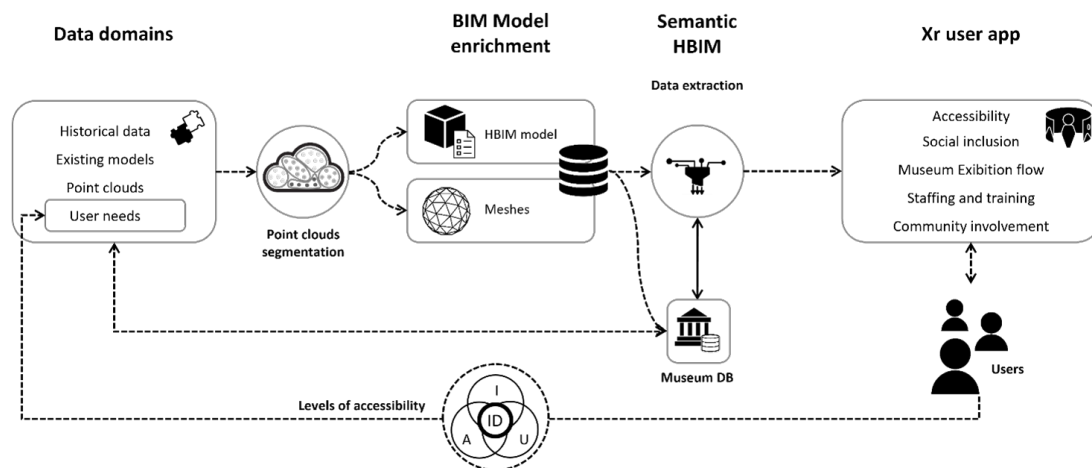 Data domains
BIM Model
enrichment
Semantic
HBIM
Xr user app
Data extraction
Historical data
Existing models
Point clouds
User needs
Point clouds
segmentation
HBIM model
Meshes
Accessibility
Social inclusion
Museum Exibition flow
Staffing and training
Community involvement
Museum DB
Users
Levels of accessibility
I
ID
A
U